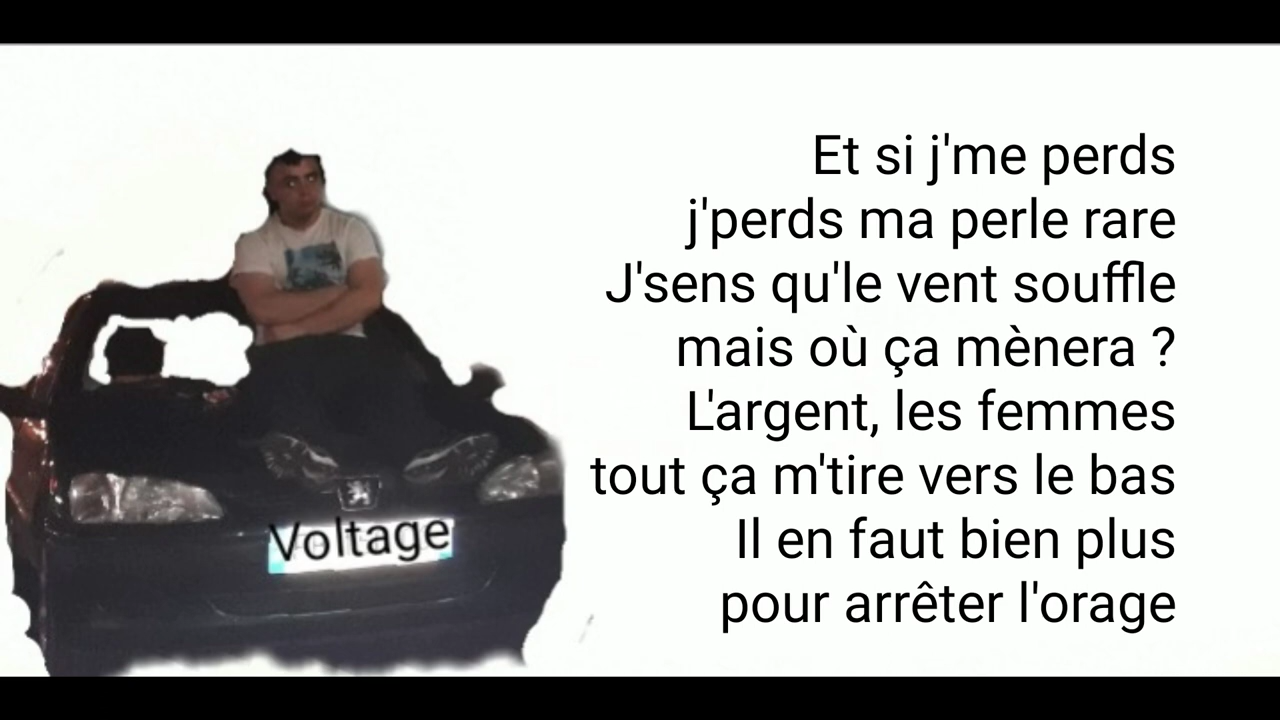 Et si j'me perds
j'perds ma perle rare
J'sens qu'le vent souffle
mais où ça mènera ?
L'argent, les femmes
tout ça m'tire vers le bas
Il en faut bien plus
pour arrêter l'orage
Voltage